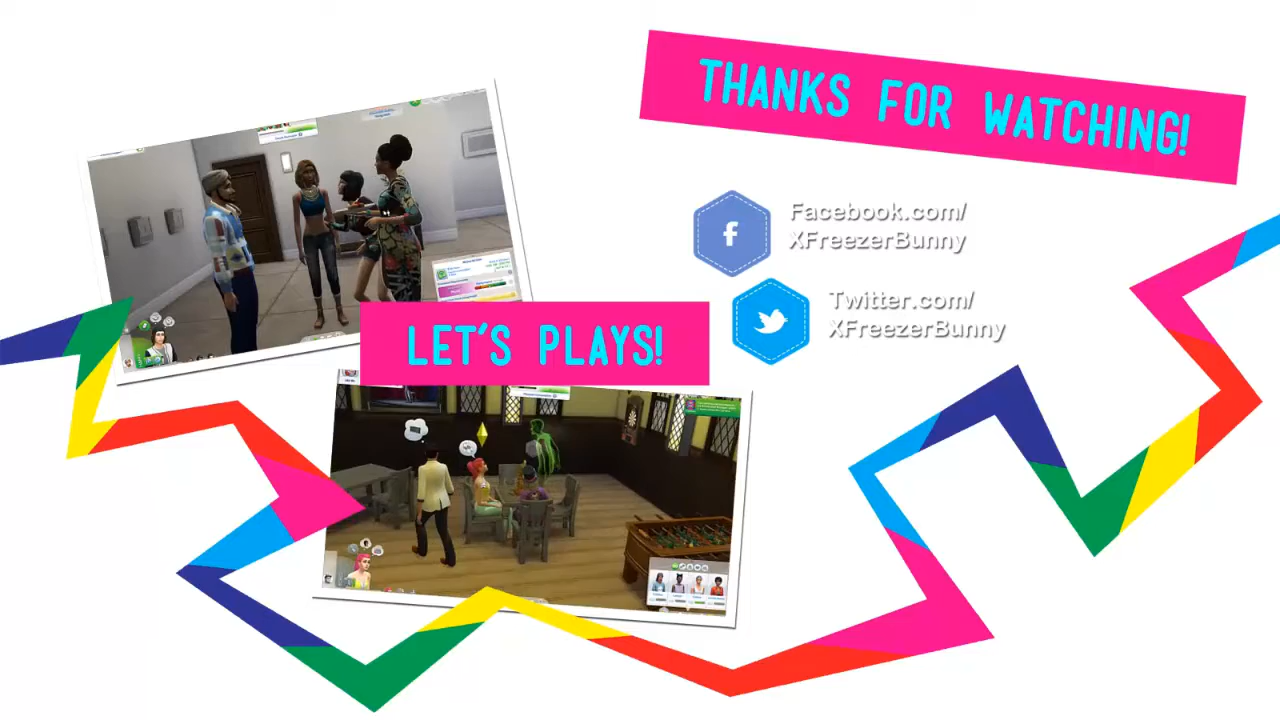 THANKS FOR WATCHING!
Facebook.com/
XFreezerBunny
Twitter.com/
XFreezerBunny
LET'S PLAYS!